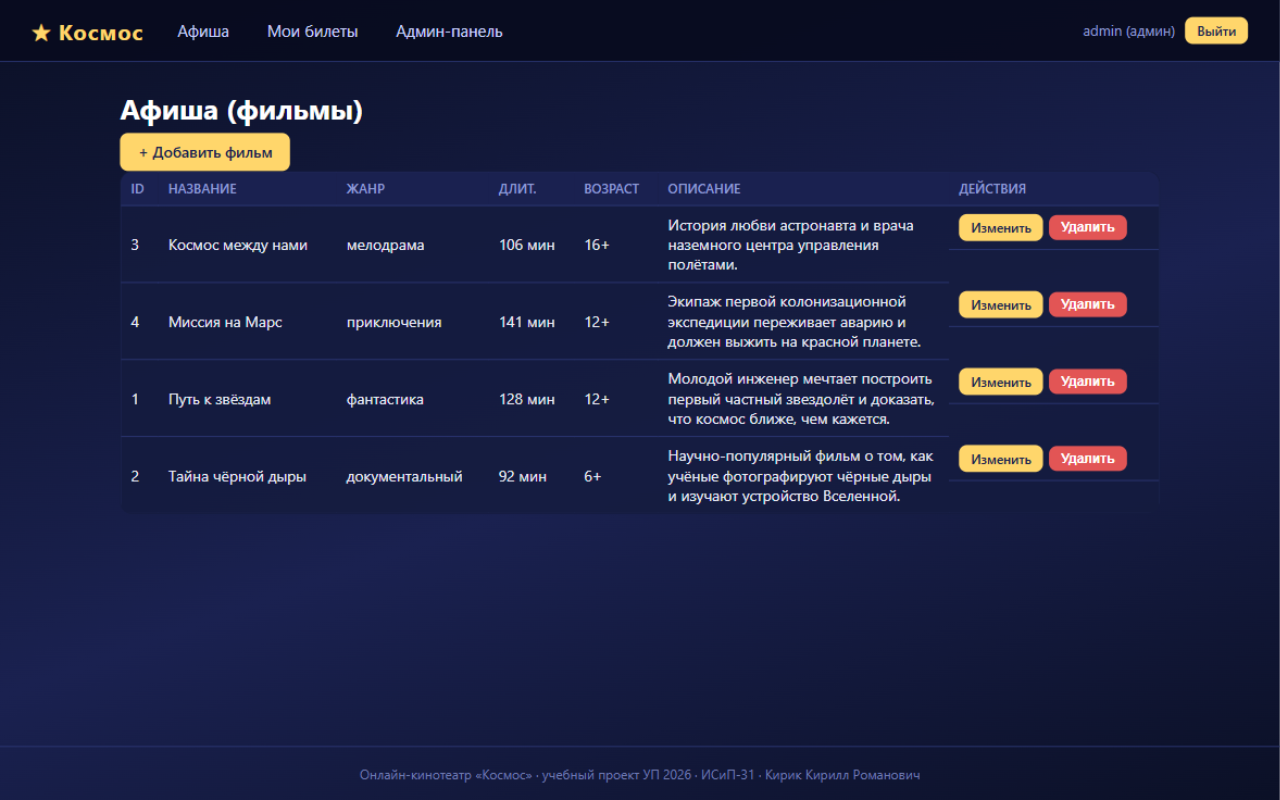 ★ Космос Афиша Мои билеты Админ-панель admin (админ) Выйти
Афиша (фильмы)
+ Добавить фильм
ID НАЗВАНИЕ ЖАНР ДЛИТ. ВОЗРАСТ ОПИСАНИЕ ДЕЙСТВИЯ
3 Космос между нами мелодрама 106 мин 16+ История любви астронавта и врача
наземного центра управления
полётами.
Изменить Удалить
4 Миссия на Марс приключения 141 мин 12+ Экипаж первой колонизационной
экспедиции переживает аварию и
должен выжить на красной планете.
Изменить Удалить
1 Путь к звёздам фантастика 128 мин 12+ Молодой инженер мечтает построить
первый частный звездолёт и доказать,
что космос ближе, чем кажется.
Изменить Удалить
2 Тайна чёрной дыры документальный 92 мин 6+ Научно-популярный фильм о том, как
учёные фотографируют чёрные дыры
и изучают устройство Вселенной.
Изменить Удалить
Онлайн-кинотеатр «Космос» · учебный проект УП 2026 · ИСиП-31 · Кирик Кирилл Романович